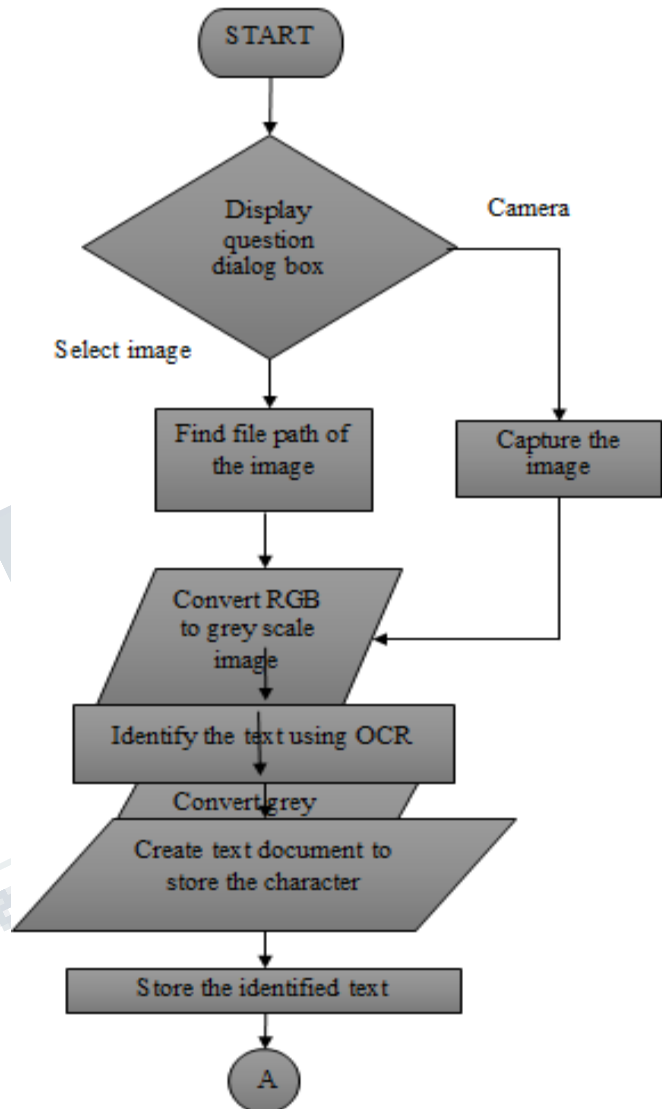 START
Display
question
dialog box
Camera
Select image
Find file path of
the image
Capture the
image
Convert RGB
to grey scale
image
Identify the text using OCR
Convert grey
Create text document to
store the character
Store the identified text
A